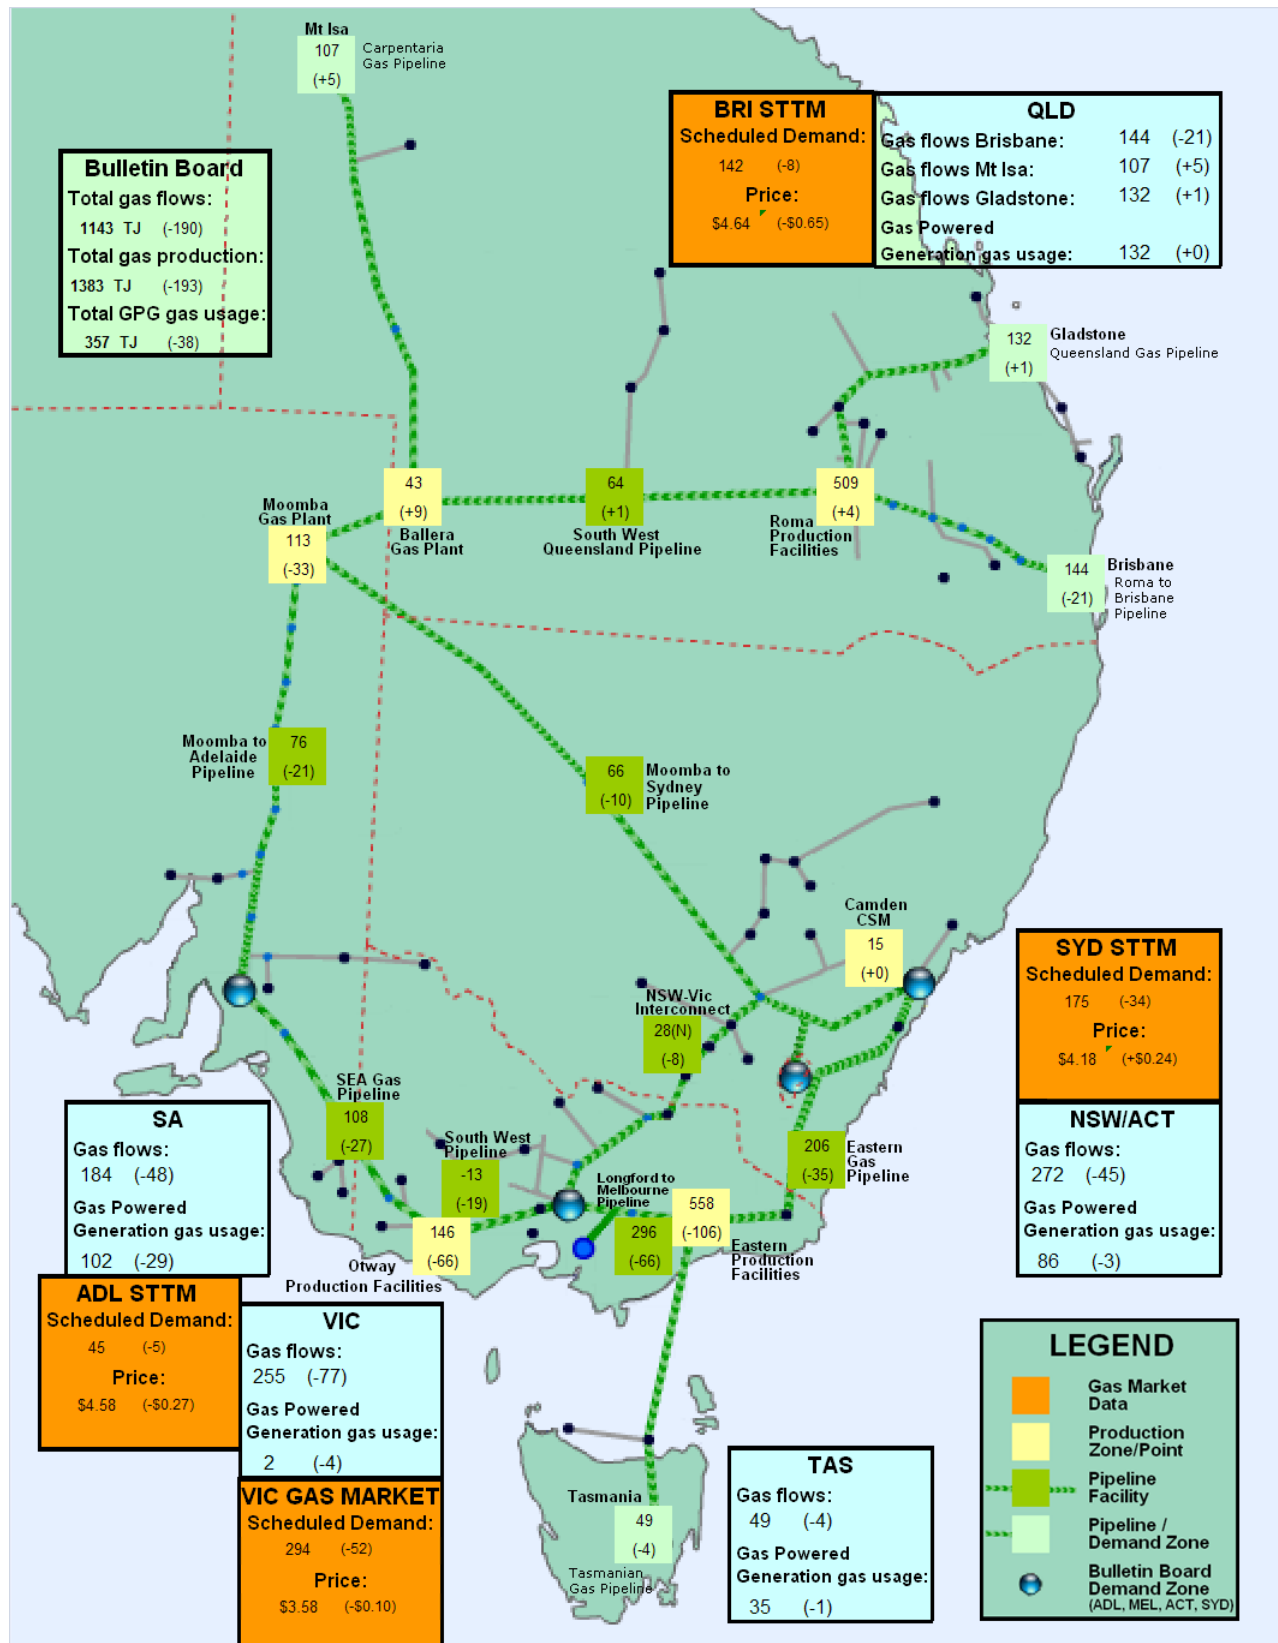 Mt Isa
107
(+5)
Carpentaria
Gas Pipeline
Bulletin Board
Total gas flows:
1143 TJ (-190)
Total gas production:
1383 TJ (-193)
Total GPG gas usage:
357 TJ (-38)
BRI STTM
Scheduled Demand:
142 (-8)
Price:
$4.64 (-$0.65)
QLD
Gas flows Brisbane: 144 (-21)
Gas flows Mt Isa: 107 (+5)
Gas flows Gladstone: 132 (+1)
Gas Powered
Generation gas usage: 132 (+0)
132
(+1)
Gladstone
Queensland Gas Pipeline
Moomba
Gas Plant
113
(-33)
43
(+9)
Ballera
Gas Plant
64
(+1)
South West
Queensland Pipeline
509
(+4)
Roma
Production
Facilities
144
(-21)
Brisbane
Roma to
Brisbane
Pipeline
Moomba to
Adelaide
Pipeline
76
(-21)
66
(-10)
Moomba to
Sydney
Pipeline
Camden
CSM
15
(+0)
NSW-Vic
Interconnect
28(N)
(-8)
SYD STTM
Scheduled Demand:
175 (-34)
Price:
$4.18 (+$0.24)
NSW/ACT
Gas flows:
272 (-45)
Gas Powered
Generation gas usage:
86 (-3)
SEA Gas
Pipeline
108
(-27)
South West
Pipeline
-13
(-19)
Longford to
Melbourne
Pipeline
296
(-66)
558
(-106)
Eastern
Production
Facilities
206
(-35)
Eastern
Gas
Pipeline
146
(-66)
Otway
Production Facilities
SA
Gas flows:
184 (-48)
Gas Powered
Generation gas usage:
102 (-29)
ADL STTM
Scheduled Demand:
45 (-5)
Price:
$4.58 (-$0.27)
VIC
Gas flows:
255 (-77)
Gas Powered
Generation gas usage:
2 (-4)
VIC GAS MARKET
Scheduled Demand:
294 (-52)
Price:
$3.58 (-$0.10)
Tasmania
49
(-4)
Tasmanian
Gas Pipeline
TAS
Gas flows:
49 (-4)
Gas Powered
Generation gas usage:
35 (-1)
LEGEND
Gas Market
Data
Production
Zone/Point
Pipeline
Facility
Pipeline /
Demand Zone
Bulletin Board
Demand Zone
(ADL, MEL, ACT, SYD)